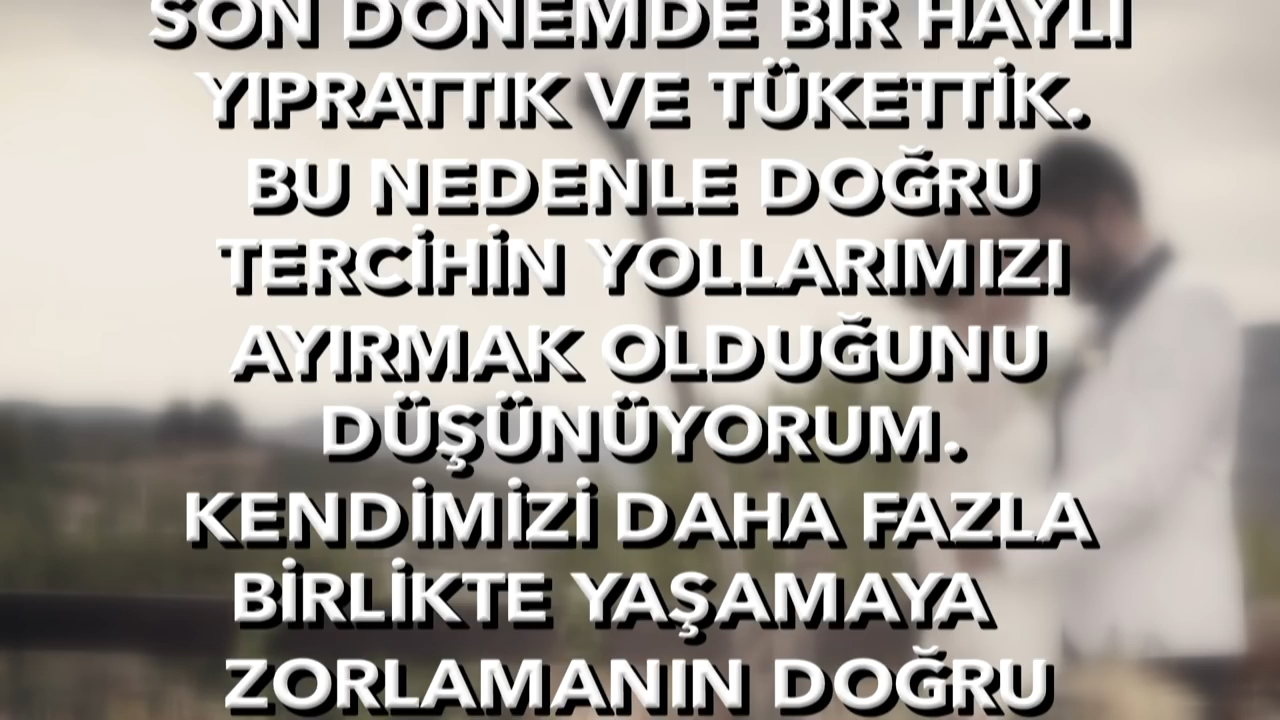 SON DÖNEMDE BİR HAYLİ
YIPRATTIK VE TÜKETTİK.
BU NEDENLE DOĞRU
TERCİHİN YOLLARIMIZI
AYIRMAK OLDUĞUNU
DÜŞÜNÜYORUM.
KENDİMİZİ DAHA FAZLA
BİRLİKTE YAŞAMAYA
ZORLAMANIN DOĞRU